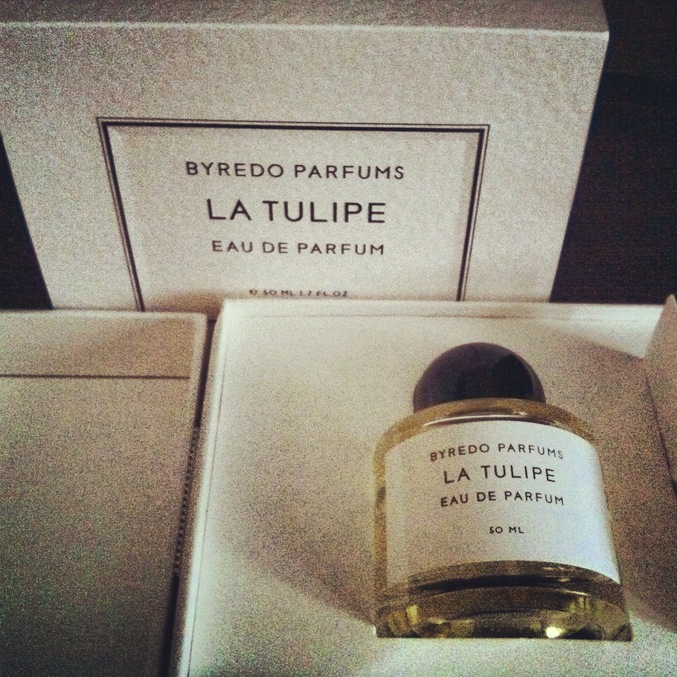 BYREDO PARFUMS
LA TULIPE
EAU DE PARFUM
℮ 50 ML 1.7 FL.OZ
BYREDO PARFUMS
LA TULIPE
EAU DE PARFUM
50 ML